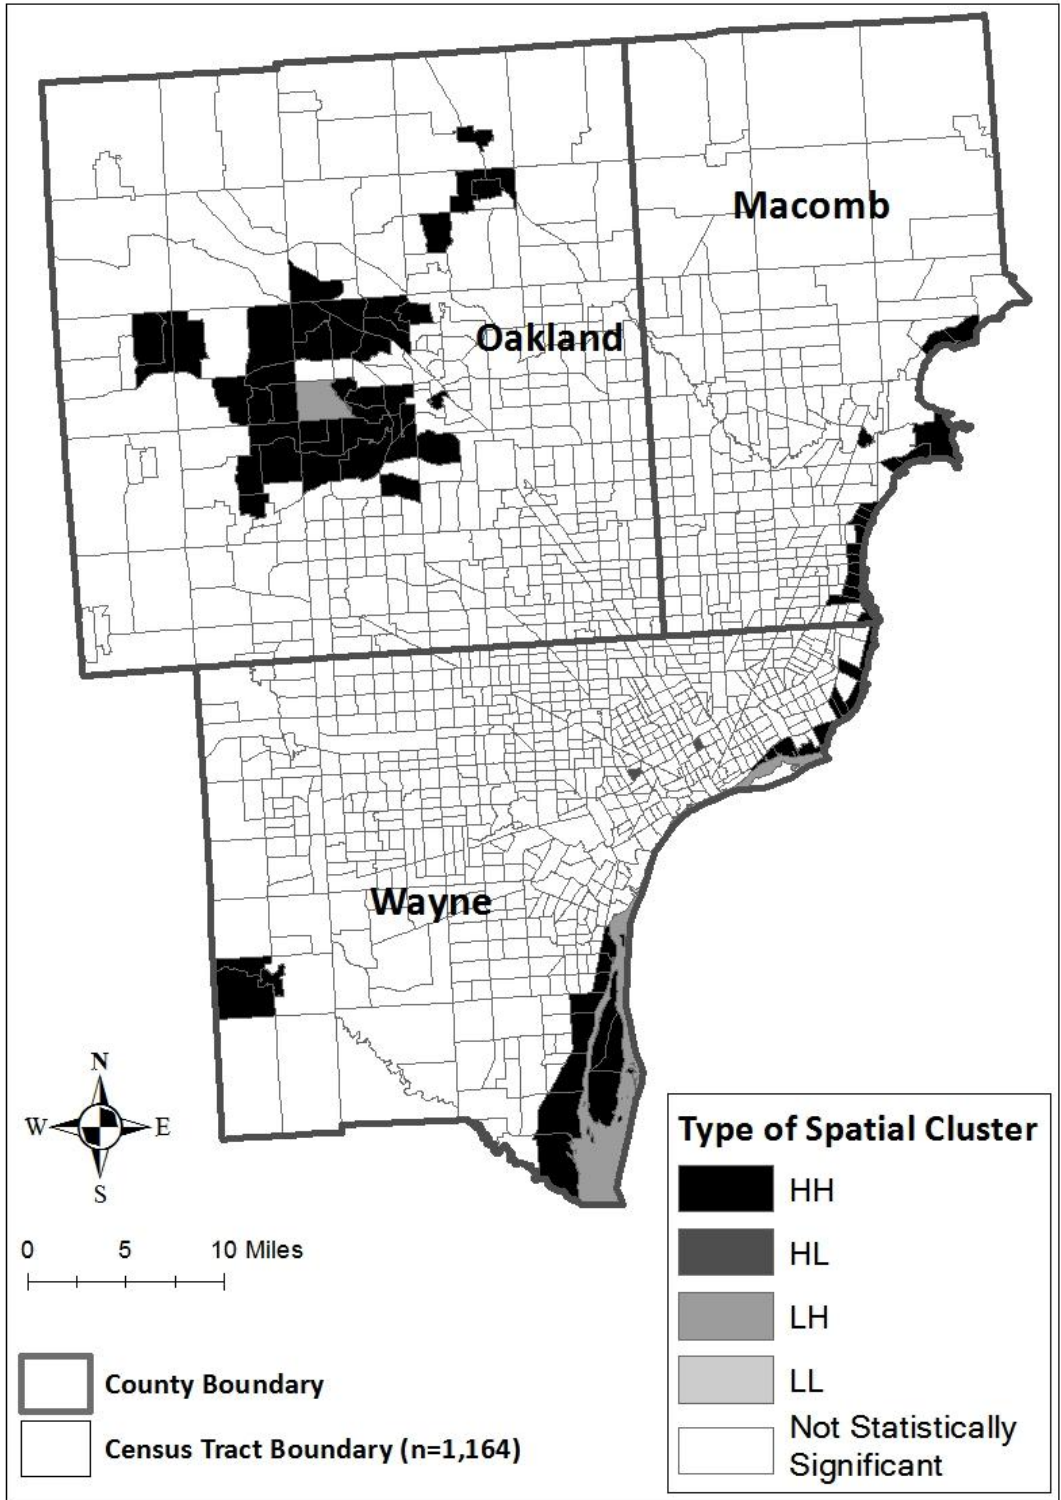 Macomb
Oakland
Wayne
N
W E
S
0 5 10 Miles
County Boundary
Census Tract Boundary (n=1,164)
Type of Spatial Cluster
HH
HL
LH
LL
Not Statistically
Significant